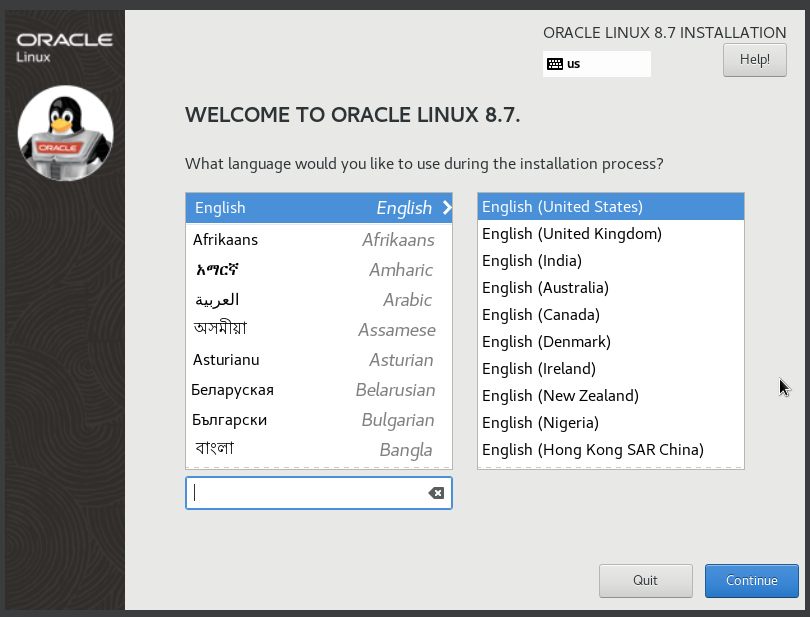 ORACLE
Linux
ORACLE
ORACLE LINUX 8.7 INSTALLATION
us
Help!
WELCOME TO ORACLE LINUX 8.7.
What language would you like to use during the installation process?
English English
Afrikaans Afrikaans
አማርኛ Amharic
العربية Arabic
অসমীয়া Assamese
Asturianu Asturian
Беларуская Belarusian
Български Bulgarian
বাংলা Bangla
English (United States)
English (United Kingdom)
English (India)
English (Australia)
English (Canada)
English (Denmark)
English (Ireland)
English (New Zealand)
English (Nigeria)
English (Hong Kong SAR China)
Quit
Continue